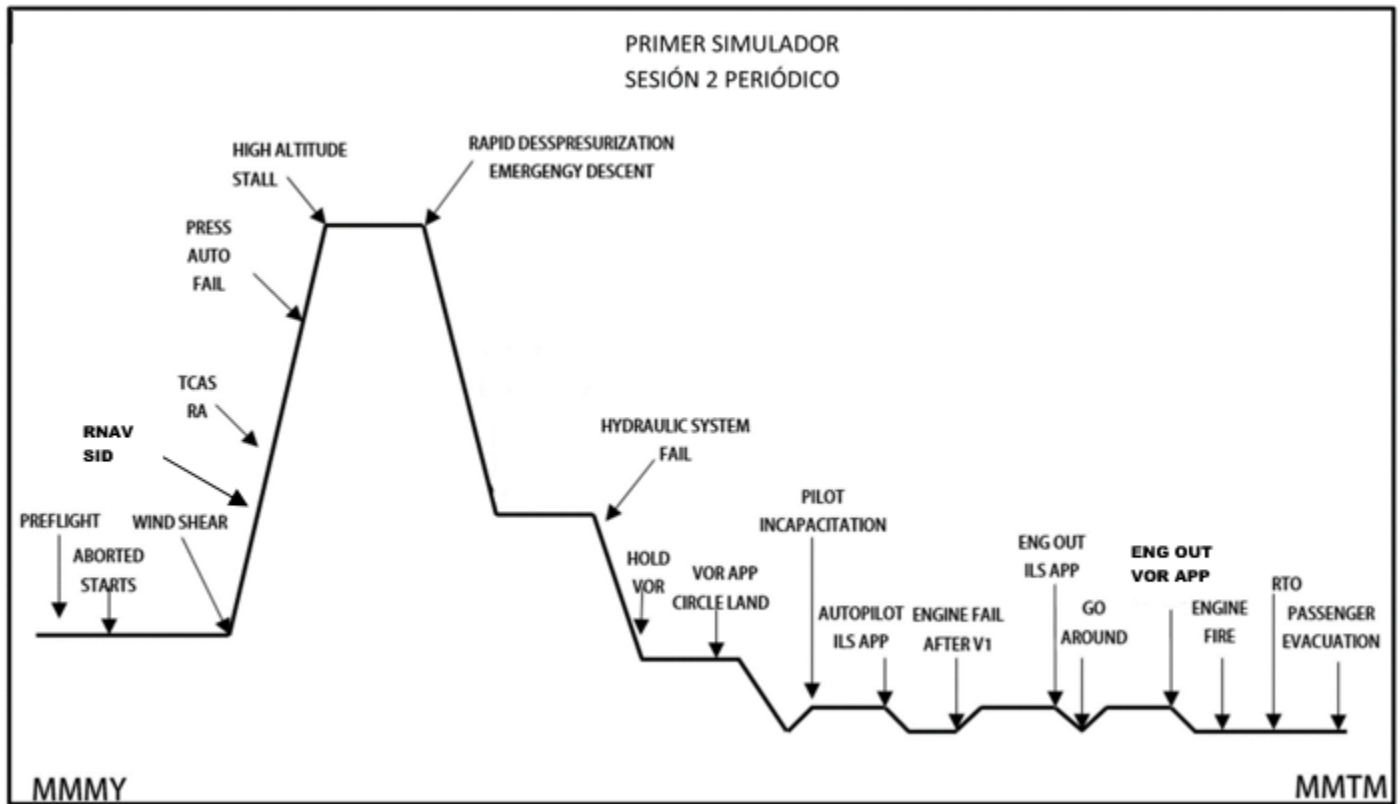 PRIMER SIMULADOR
SESIÓN 2 PERIÓDICO
HIGH ALTITUDE
STALL
RAPID DESSPRESURIZATION
EMERGENGY DESCENT
PRESS
AUTO
FAIL
TCAS
RA
RNAV
SID
PREFLIGHT
ABORTED
STARTS
WIND SHEAR
HYDRAULIC SYSTEM
FAIL
HOLD
VOR
VOR APP
CIRCLE LAND
PILOT
INCAPACITATION
AUTOPILOT
ILS APP
ENGINE FAIL
AFTER V1
ENG OUT
ILS APP
GO
AROUND
ENG OUT
VOR APP
ENGINE
FIRE
RTO
PASSENGER
EVACUATION
MMMY
MMTM